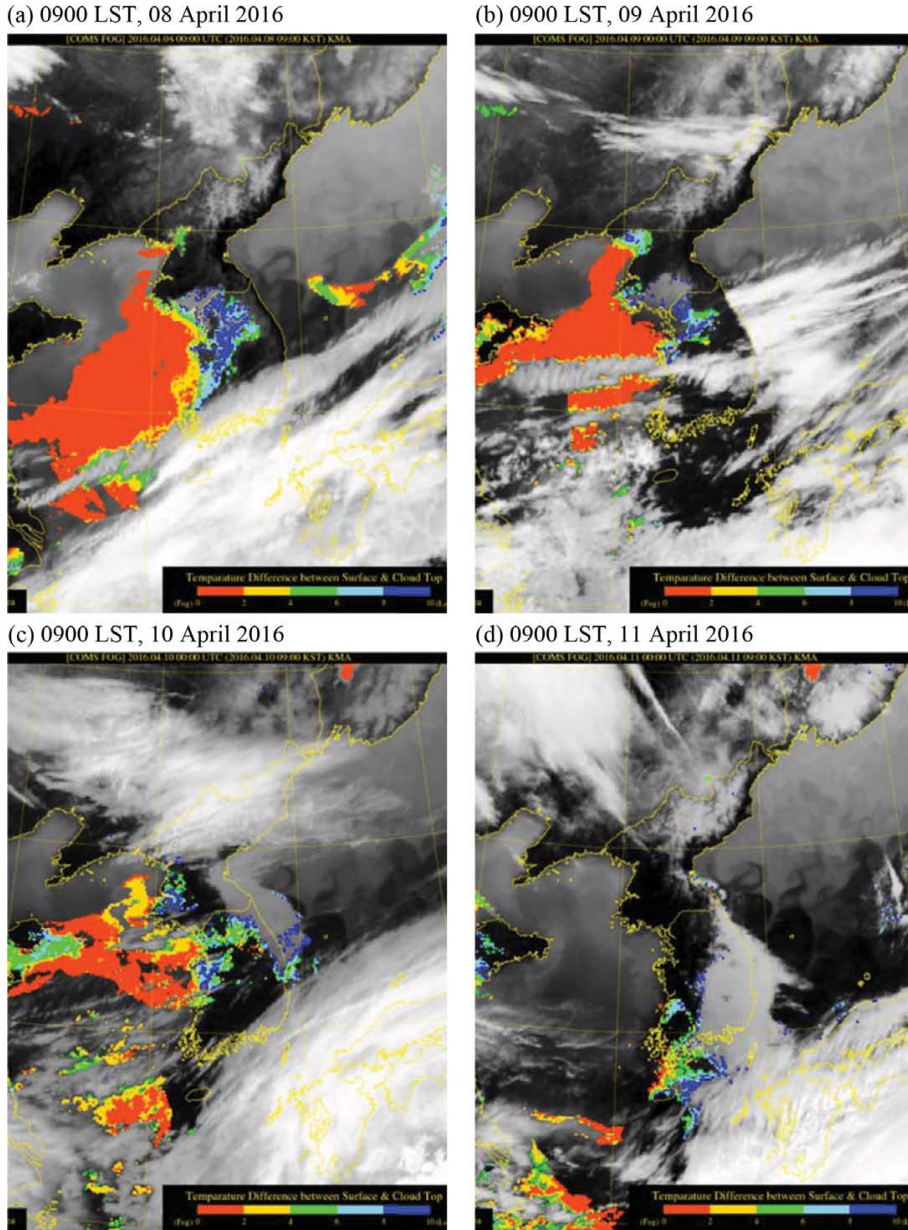 (a) 0900 LST, 08 April 2016
[COMS FOG] 2016.04.08 00:00 UTC (2016.04.08 09:00 KST) KMA
Temparature Difference between Surface & Cloud Top
(Fog) 0 2 4 6 8 10
(b) 0900 LST, 09 April 2016
[COMS FOG] 2016.04.09 00:00 UTC (2016.04.09 09:00 KST) KMA
Temparature Difference between Surface & Cloud Top
(Fog) 0 2 4 6 8 10
(c) 0900 LST, 10 April 2016
[COMS FOG] 2016.04.10 00:00 UTC (2016.04.10 09:00 KST) KMA
Temparature Difference between Surface & Cloud Top
(Fog) 0 2 4 6 8 10
(d) 0900 LST, 11 April 2016
[COMS FOG] 2016.04.11 00:00 UTC (2016.04.11 09:00 KST) KMA
Temparature Difference between Surface & Cloud Top
(Fog) 0 2 4 6 8 10